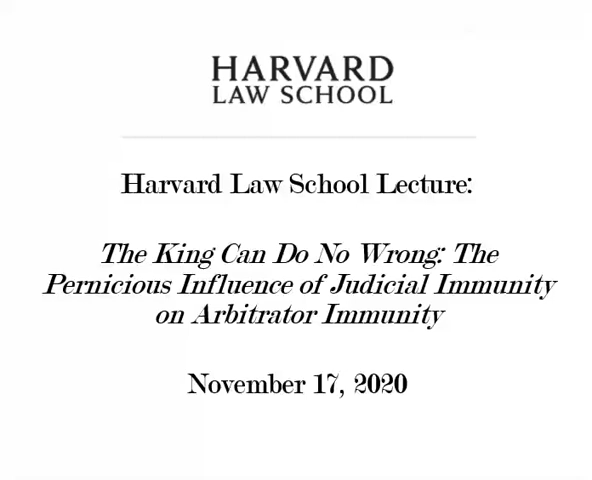 HARVARD
LAW SCHOOL
Harvard Law School Lecture:
The King Can Do No Wrong: The
Pernicious Influence of Judicial Immunity
on Arbitrator Immunity
November 17, 2020